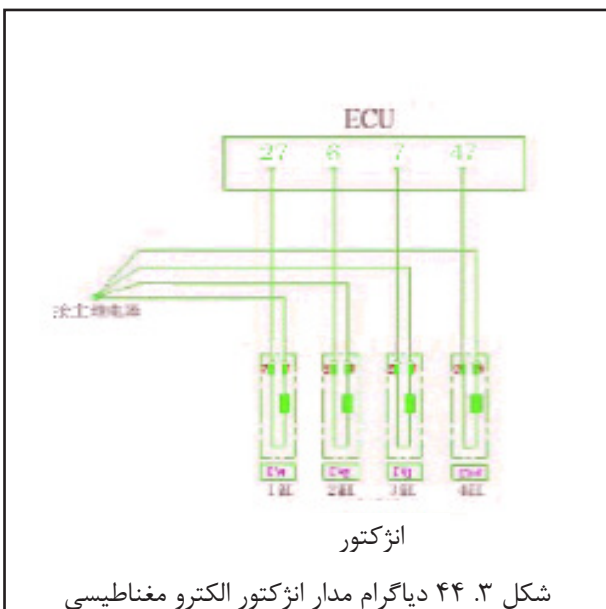 ECU
27 6 7 47
接主继电器
1缸 2缸 3缸 4缸
انژکتور
شکل ۳. ۴۴ دیاگرام مدار انژکتور الکترو مغناطیسی